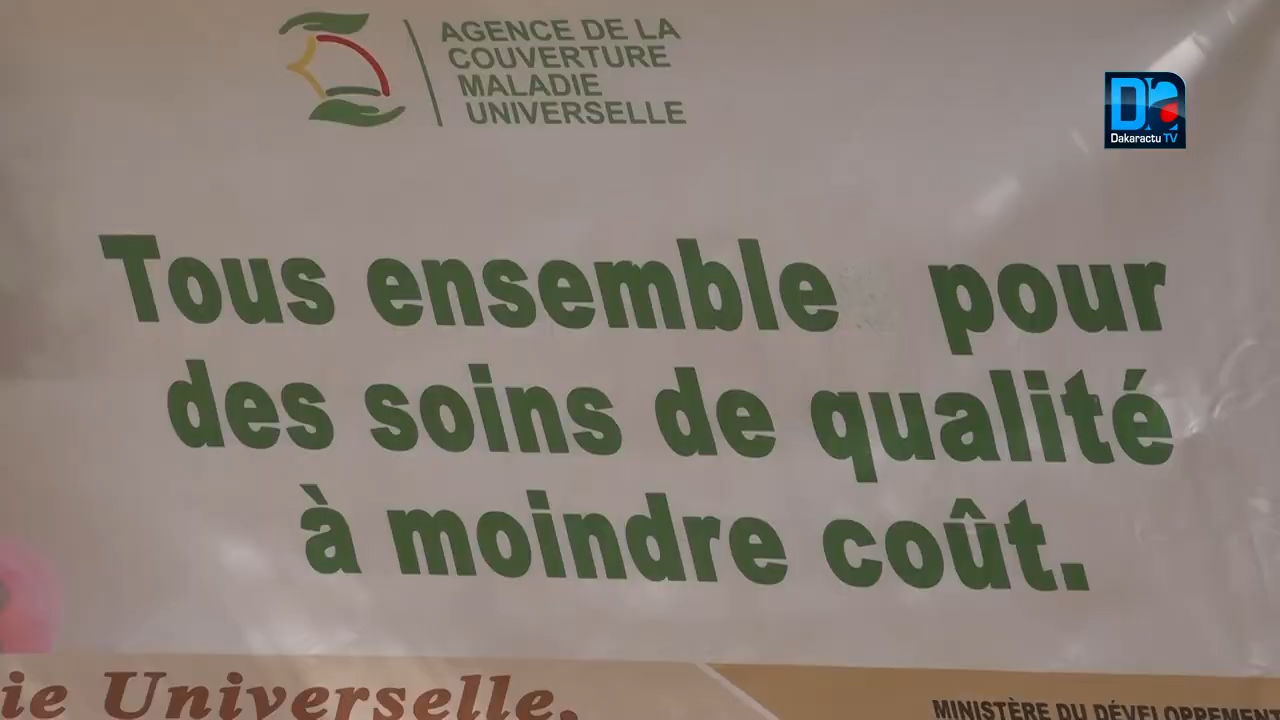 AGENCE DE LA
COUVERTURE
MALADIE
UNIVERSELLE
Dakaractu TV
Tous ensemble pour
des soins de qualité
à moindre coût.
ie Universelle.
MINISTÈRE DU DÉVELOPPEMENT